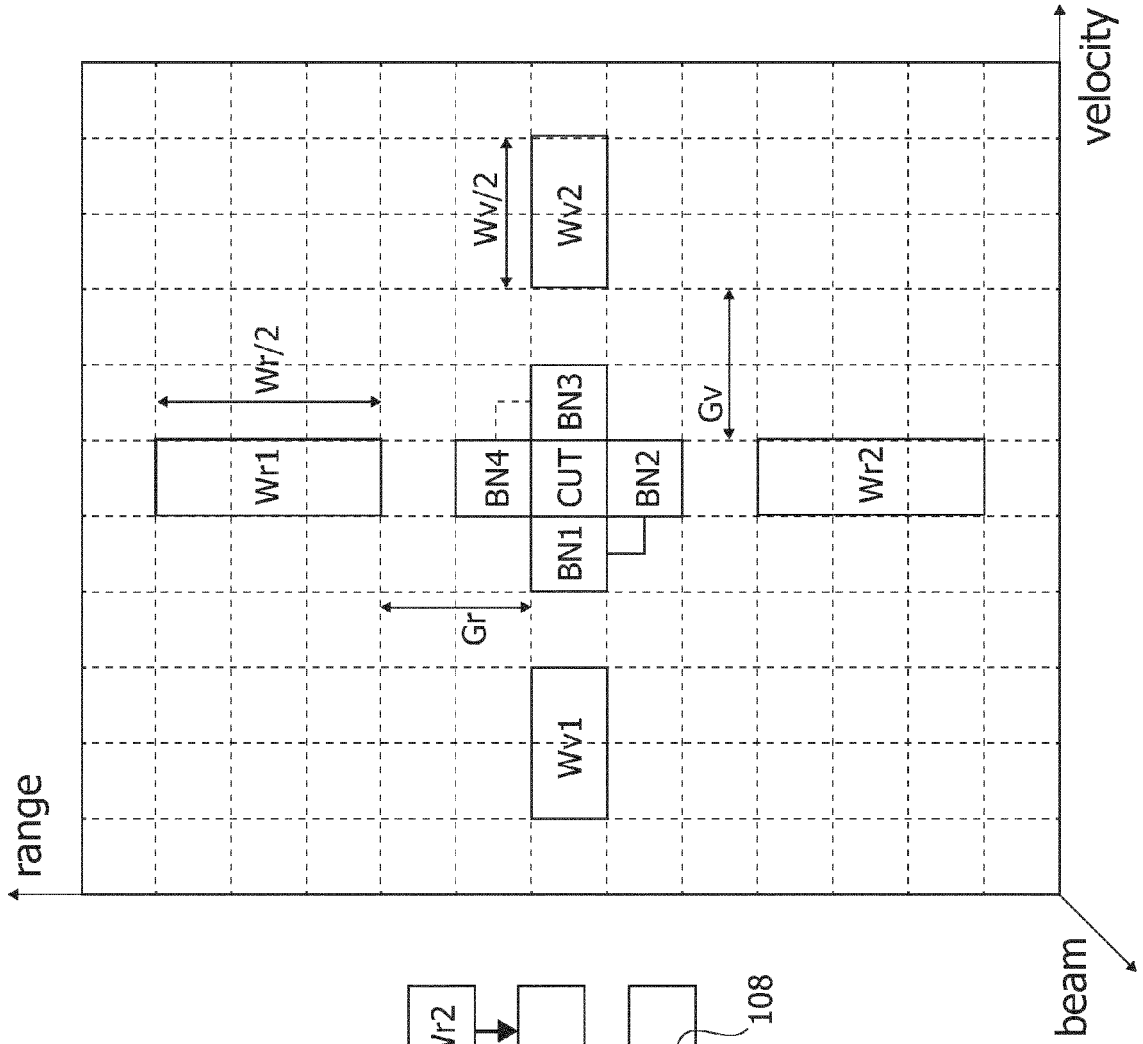 range
Wr/2
Wr1
Wv/2
Gr
BN4
Wv1
BN1
CUT
BN3
Wv2
BN2
Gv
Wr2
velocity
beam
Wr2
108